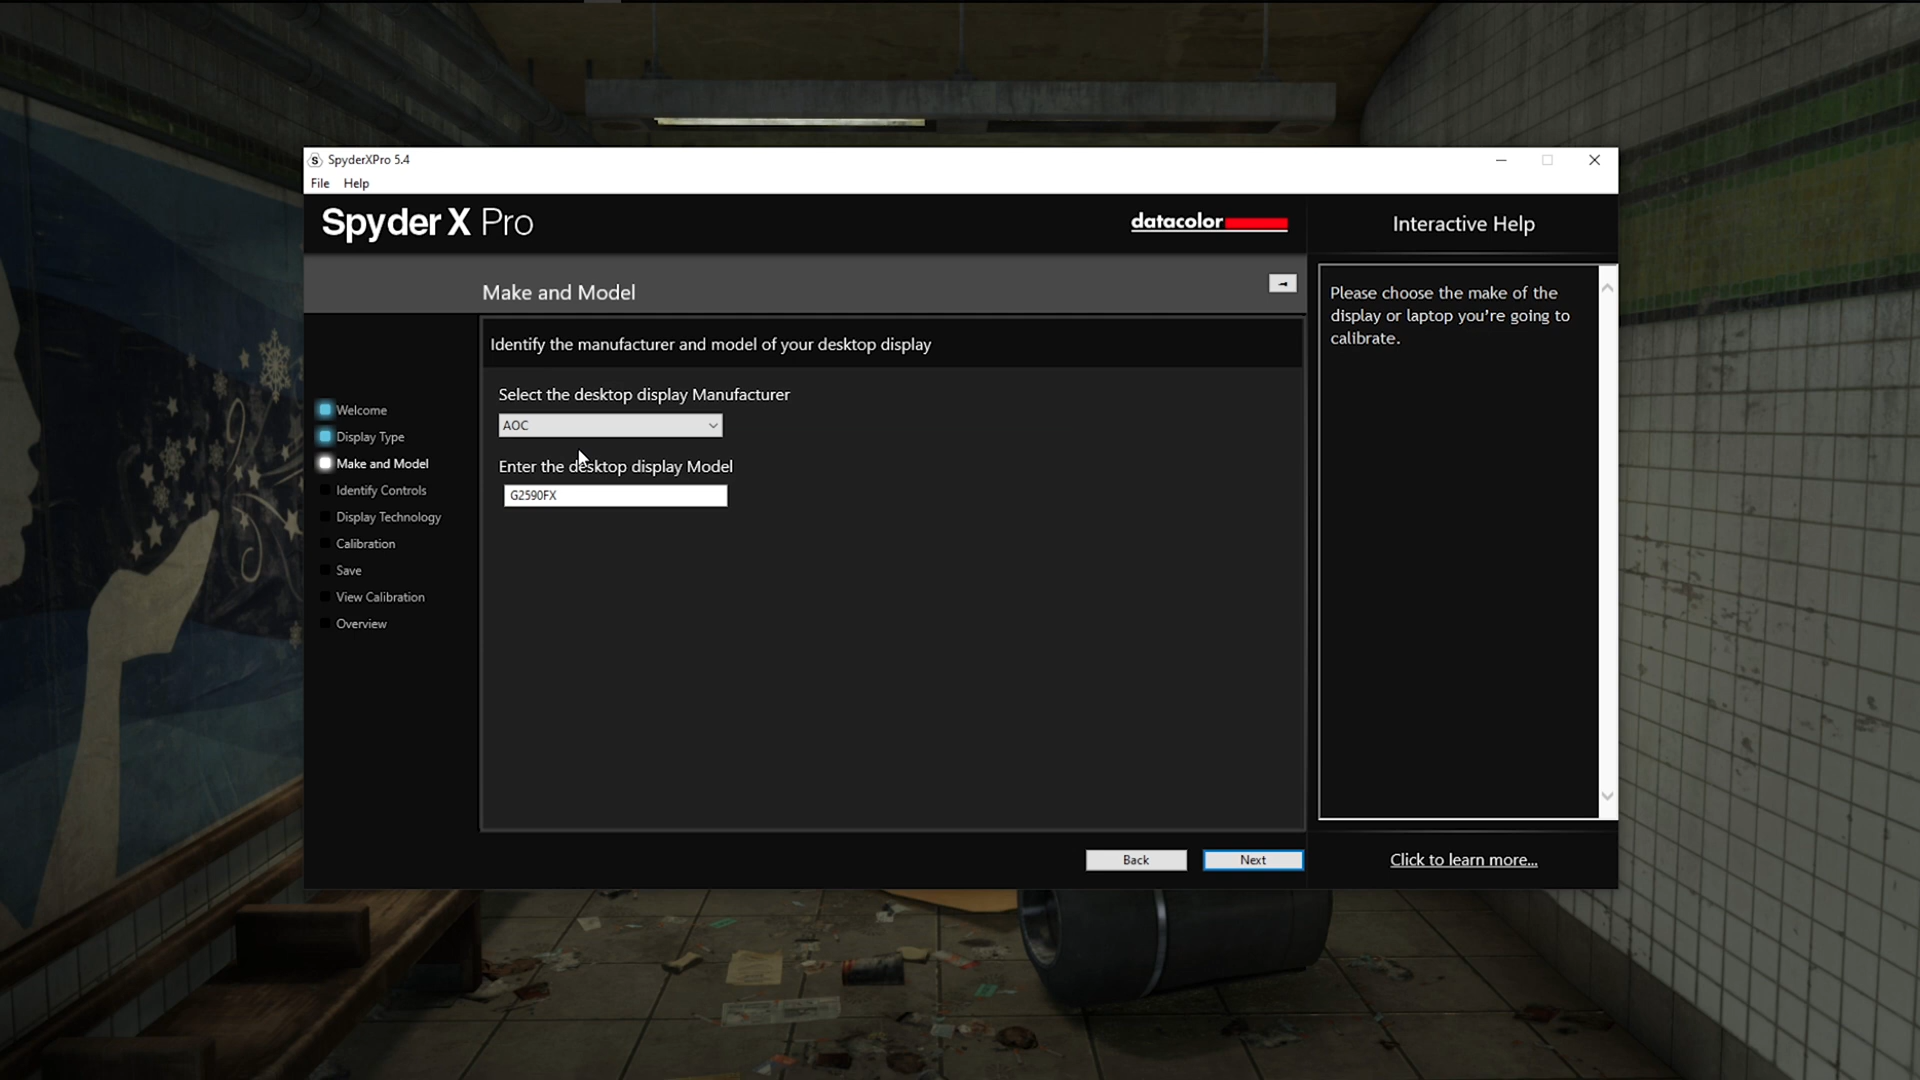 SpyderXPro 5.4
File Help
Spyder X Pro
datacolor
Interactive Help
Make and Model
Identify the manufacturer and model of your desktop display
Select the desktop display Manufacturer
AOC
Enter the desktop display Model
G2590FX
Welcome
Display Type
Make and Model
Identify Controls
Display Technology
Calibration
Save
View Calibration
Overview
Please choose the make of the
display or laptop you're going to
calibrate.
Back
Next
Click to learn more...